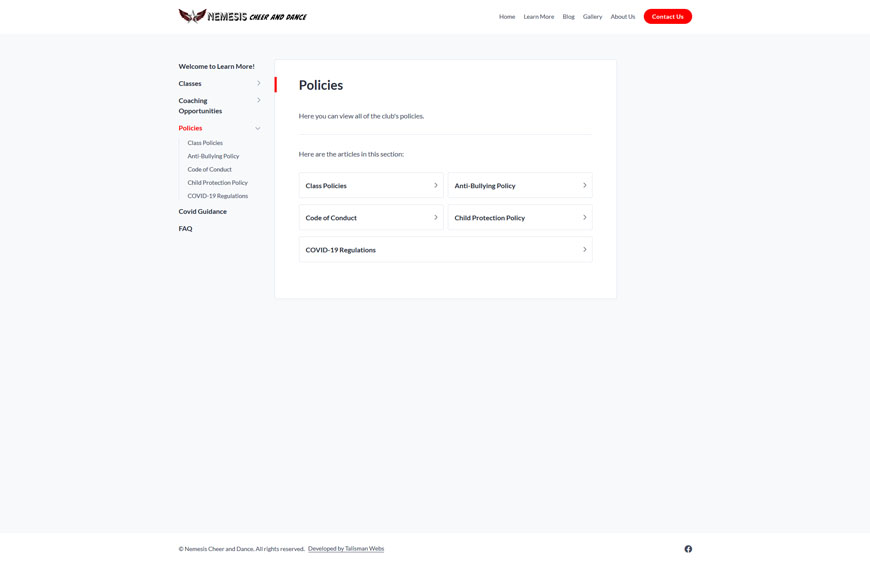 NEMESIS CHEER AND DANCE
Home
Learn More
Blog
Gallery
About Us
Contact Us
Welcome to Learn More!
Classes
Coaching
Opportunities
Policies
Class Policies
Anti-Bullying Policy
Code of Conduct
Child Protection Policy
COVID-19 Regulations
Covid Guidance
FAQ
Policies
Here you can view all of the club's policies.
Here are the articles in this section:
Class Policies
Anti-Bullying Policy
Code of Conduct
Child Protection Policy
COVID-19 Regulations
© Nemesis Cheer and Dance. All rights reserved. Developed by Talisman Webs